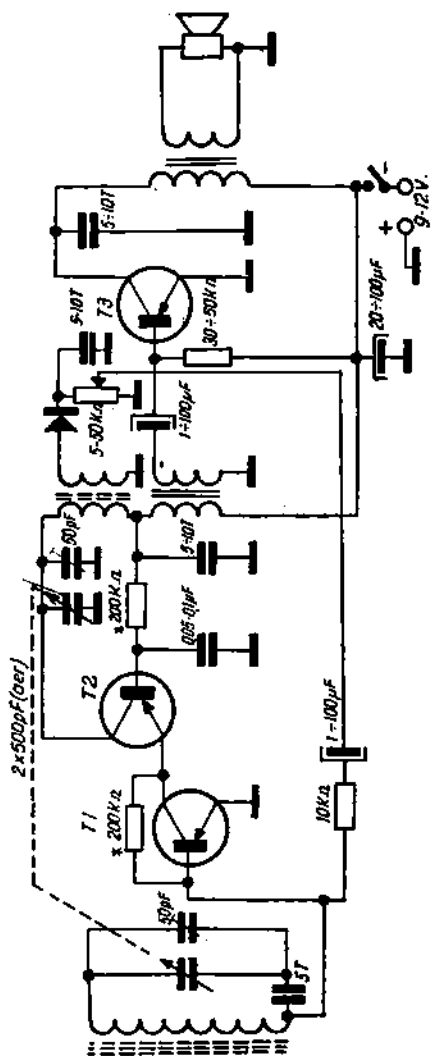 2x500pF(aer)
50pF
5T
T1
x 200KΩ
10KΩ
1÷100μF
T2
x 200KΩ
0,05-0,1μF
50pF
5÷10T
5-50KΩ
5-10T
1÷100μF
T3
30÷50KΩ
5÷10T
20÷100μF
+
-
9-12V.